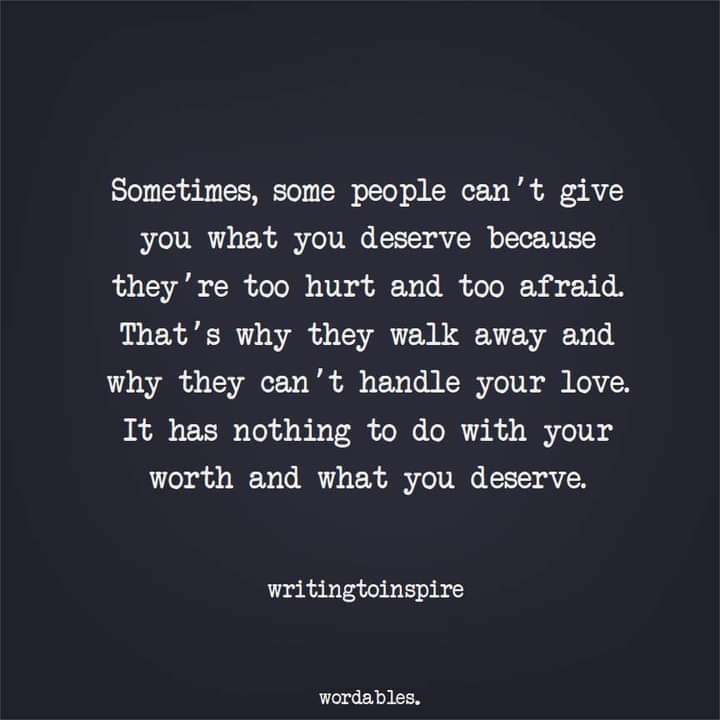 Sometimes, some people can't give
you what you deserve because
they're too hurt and too afraid.
That's why they walk away and
why they can't handle your love.
It has nothing to do with your
worth and what you deserve.
writingtoinspire
wordables.